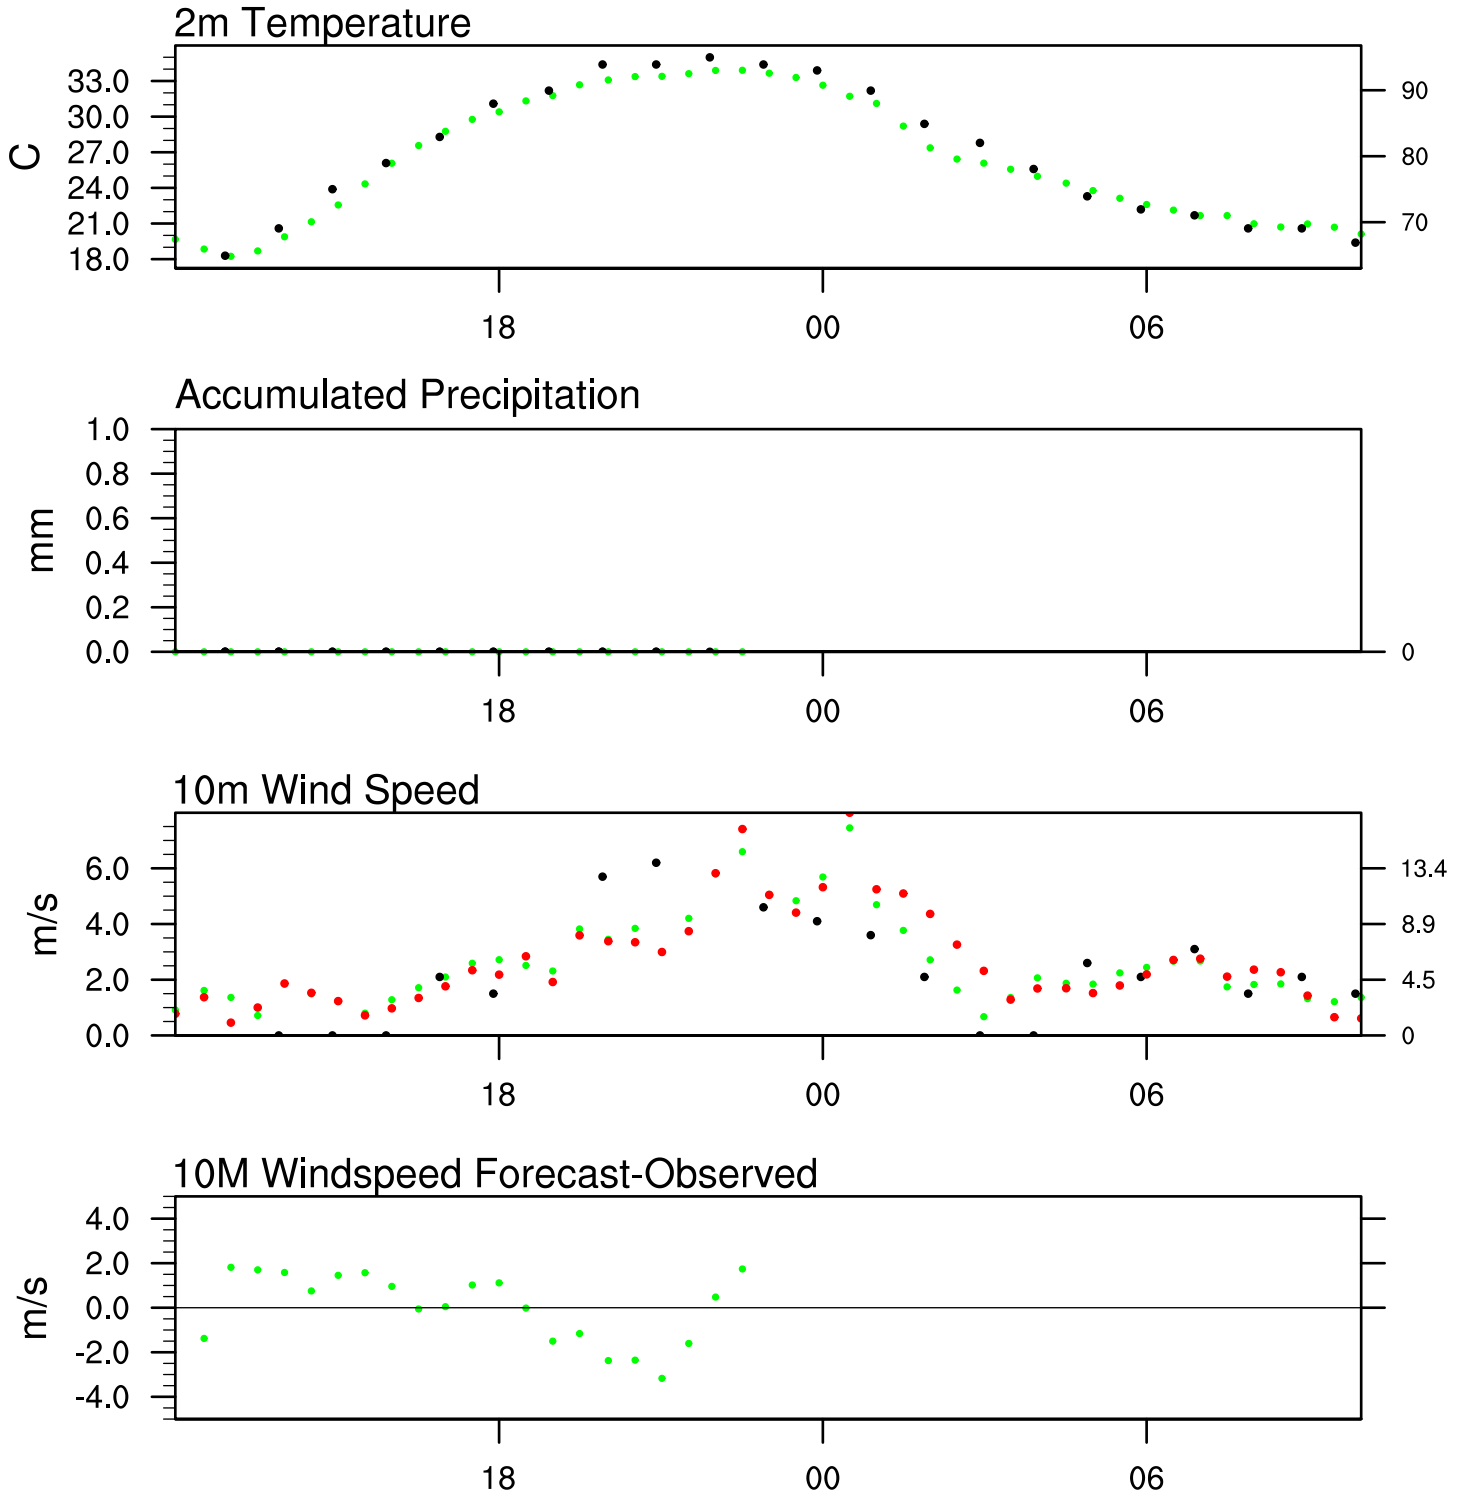 2m Temperature
C
33.0
30.0
27.0
24.0
21.0
18.0
90
80
70
18 00 06
Accumulated Precipitation
mm
1.0
0.8
0.6
0.4
0.2
0.0
0
18 00 06
10m Wind Speed
m/s
6.0
4.0
2.0
0.0
13.4
8.9
4.5
0
18 00 06
10M Windspeed Forecast-Observed
m/s
4.0
2.0
0.0
-2.0
-4.0
18 00 06